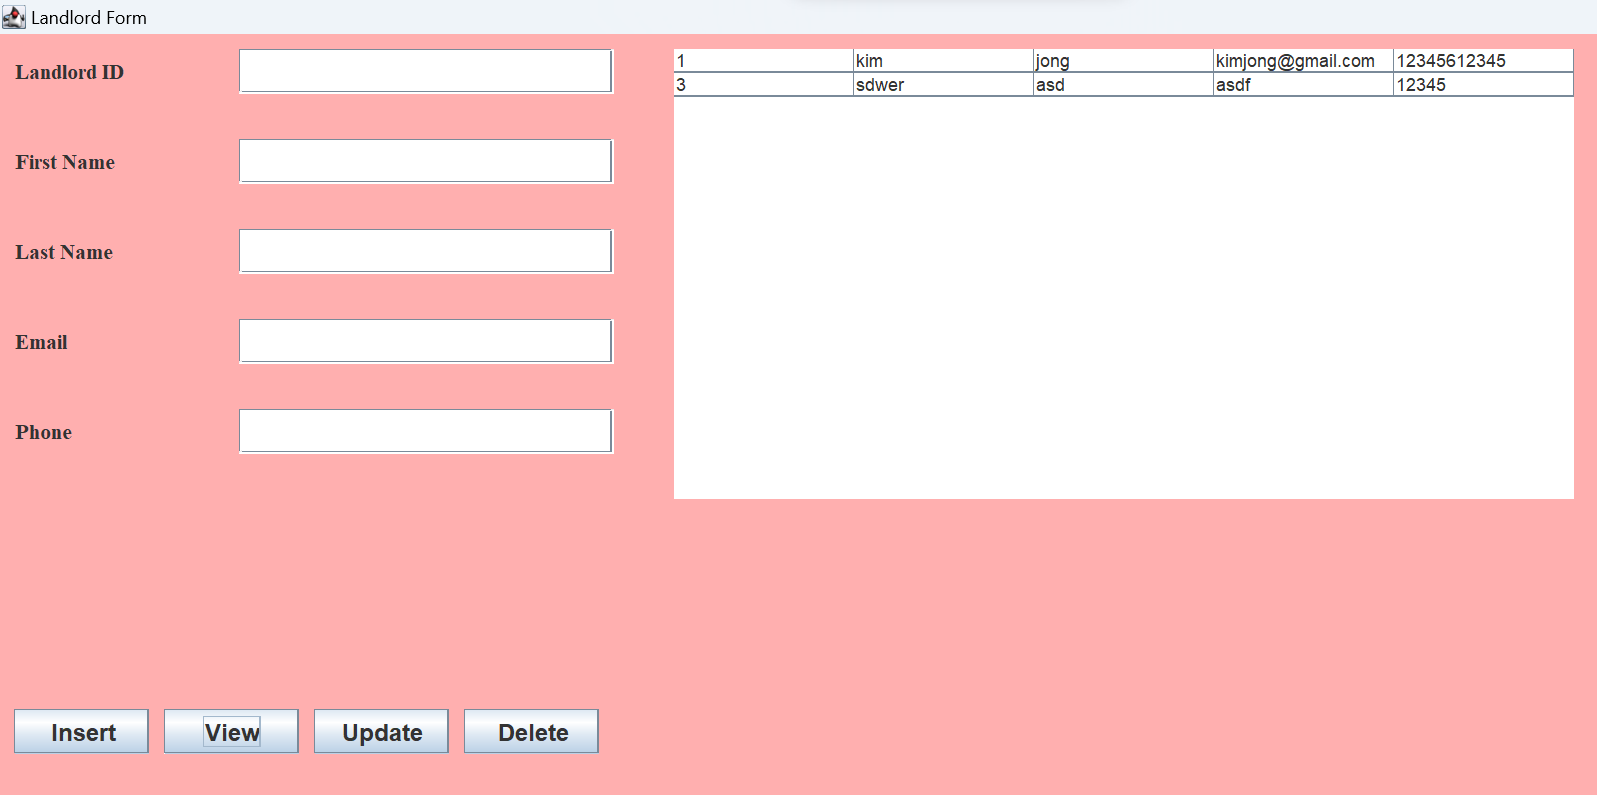 Landlord Form
Landlord ID
First Name
Last Name
Email
Phone
1 kim jong kimjong@gmail.com 12345612345
3 sdwer asd asdf 12345
Insert View Update Delete